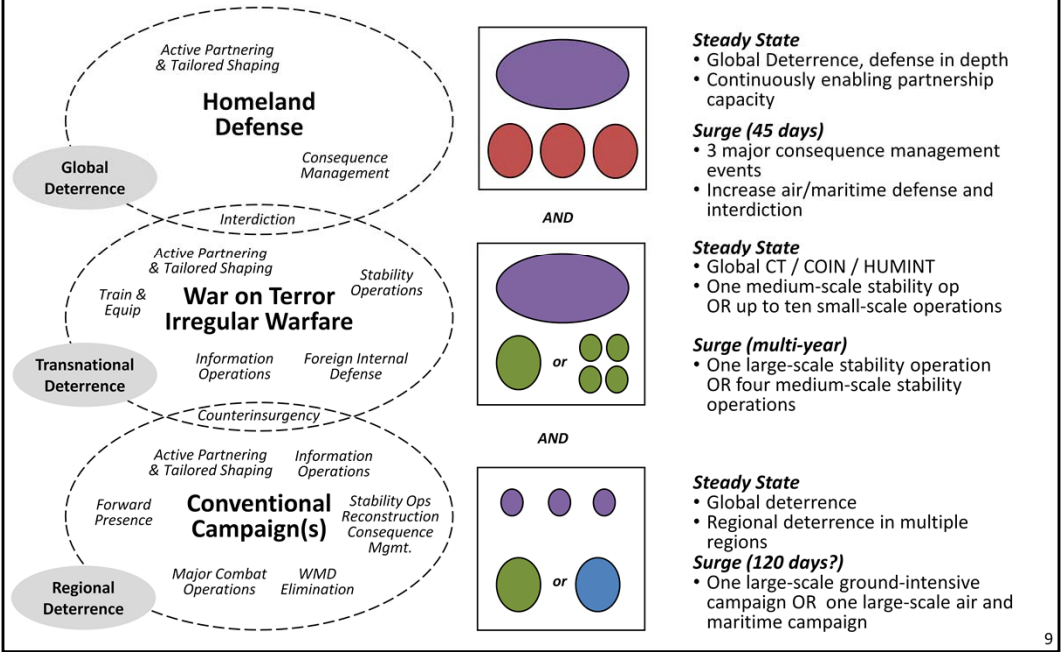 Active Partnering
& Tailored Shaping
Homeland
Defense
Consequence
Management
Global
Deterrence
Interdiction
Active Partnering
& Tailored Shaping
Stability
Operations
Train &
Equip
War on Terror
Irregular Warfare
Information
Operations
Foreign Internal
Defense
Transnational
Deterrence
Counterinsurgency
Active Partnering
& Tailored Shaping
Information
Operations
Forward
Presence
Conventional
Campaign(s)
Stability Ops
Reconstruction
Consequence
Mgmt.
Major Combat
Operations
WMD
Elimination
Regional
Deterrence
AND
or
AND
or
Steady State
• Global Deterrence, defense in depth
• Continuously enabling partnership
capacity
Surge (45 days)
• 3 major consequence management
events
• Increase air/maritime defense and
interdiction
Steady State
• Global CT / COIN / HUMINT
• One medium-scale stability op
OR up to ten small-scale operations
Surge (multi-year)
• One large-scale stability operation
OR four medium-scale stability
operations
Steady State
• Global deterrence
• Regional deterrence in multiple
regions
Surge (120 days?)
• One large-scale ground-intensive
campaign OR one large-scale air and
maritime campaign
9